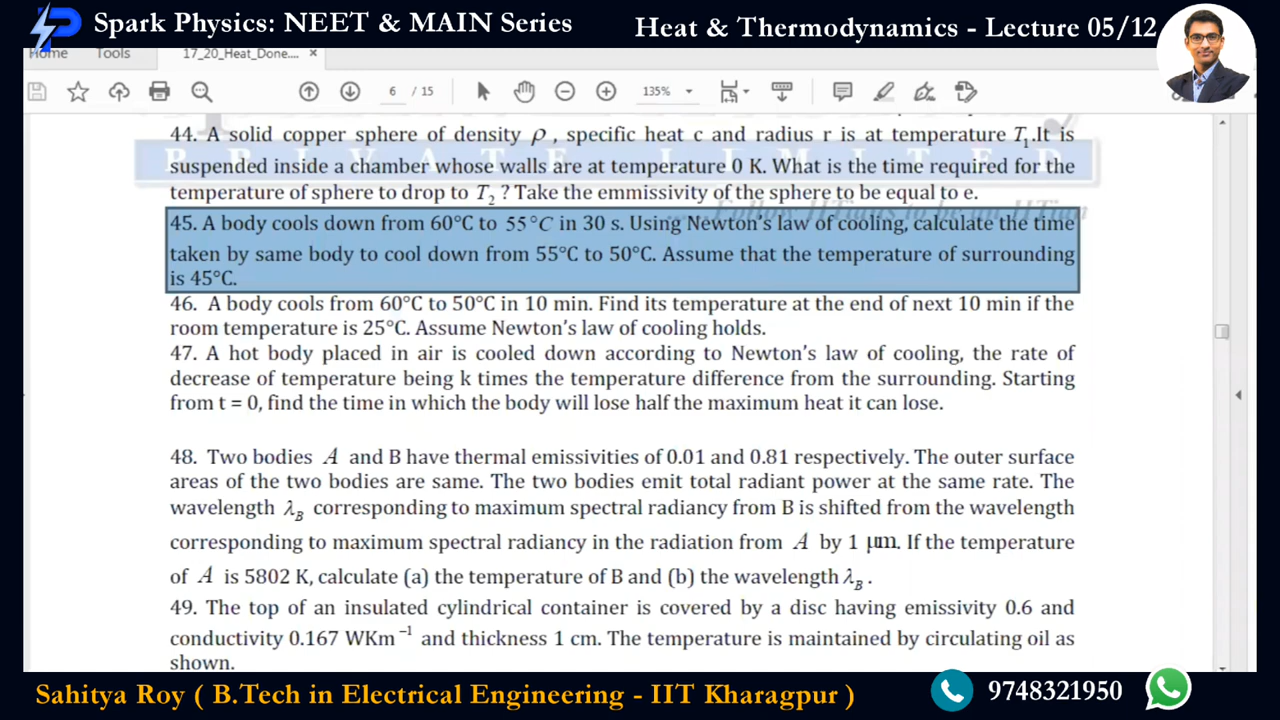 Spark Physics: NEET & MAIN Series
Heat & Thermodynamics - Lecture 05/12
Home Tools 17_20_Heat_Done.... ×
6 / 15 135%
44. A solid copper sphere of density ρ , specific heat c and radius r is at temperature T₁.It is
suspended inside a chamber whose walls are at temperature 0 K. What is the time required for the
temperature of sphere to drop to T₂ ? Take the emmissivity of the sphere to be equal to e.
45. A body cools down from 60°C to 55°C in 30 s. Using Newton's law of cooling, calculate the time
taken by same body to cool down from 55°C to 50°C. Assume that the temperature of surrounding
is 45°C.
46. A body cools from 60°C to 50°C in 10 min. Find its temperature at the end of next 10 min if the
room temperature is 25°C. Assume Newton's law of cooling holds.
47. A hot body placed in air is cooled down according to Newton's law of cooling, the rate of
decrease of temperature being k times the temperature difference from the surrounding. Starting
from t = 0, find the time in which the body will lose half the maximum heat it can lose.
48. Two bodies A and B have thermal emissivities of 0.01 and 0.81 respectively. The outer surface
areas of the two bodies are same. The two bodies emit total radiant power at the same rate. The
wavelength λ_B corresponding to maximum spectral radiancy from B is shifted from the wavelength
corresponding to maximum spectral radiancy in the radiation from A by 1 μm. If the temperature
of A is 5802 K, calculate (a) the temperature of B and (b) the wavelength λ_B .
49. The top of an insulated cylindrical container is covered by a disc having emissivity 0.6 and
conductivity 0.167 WKm⁻¹ and thickness 1 cm. The temperature is maintained by circulating oil as
shown.
Sahitya Roy ( B.Tech in Electrical Engineering - IIT Kharagpur )
9748321950